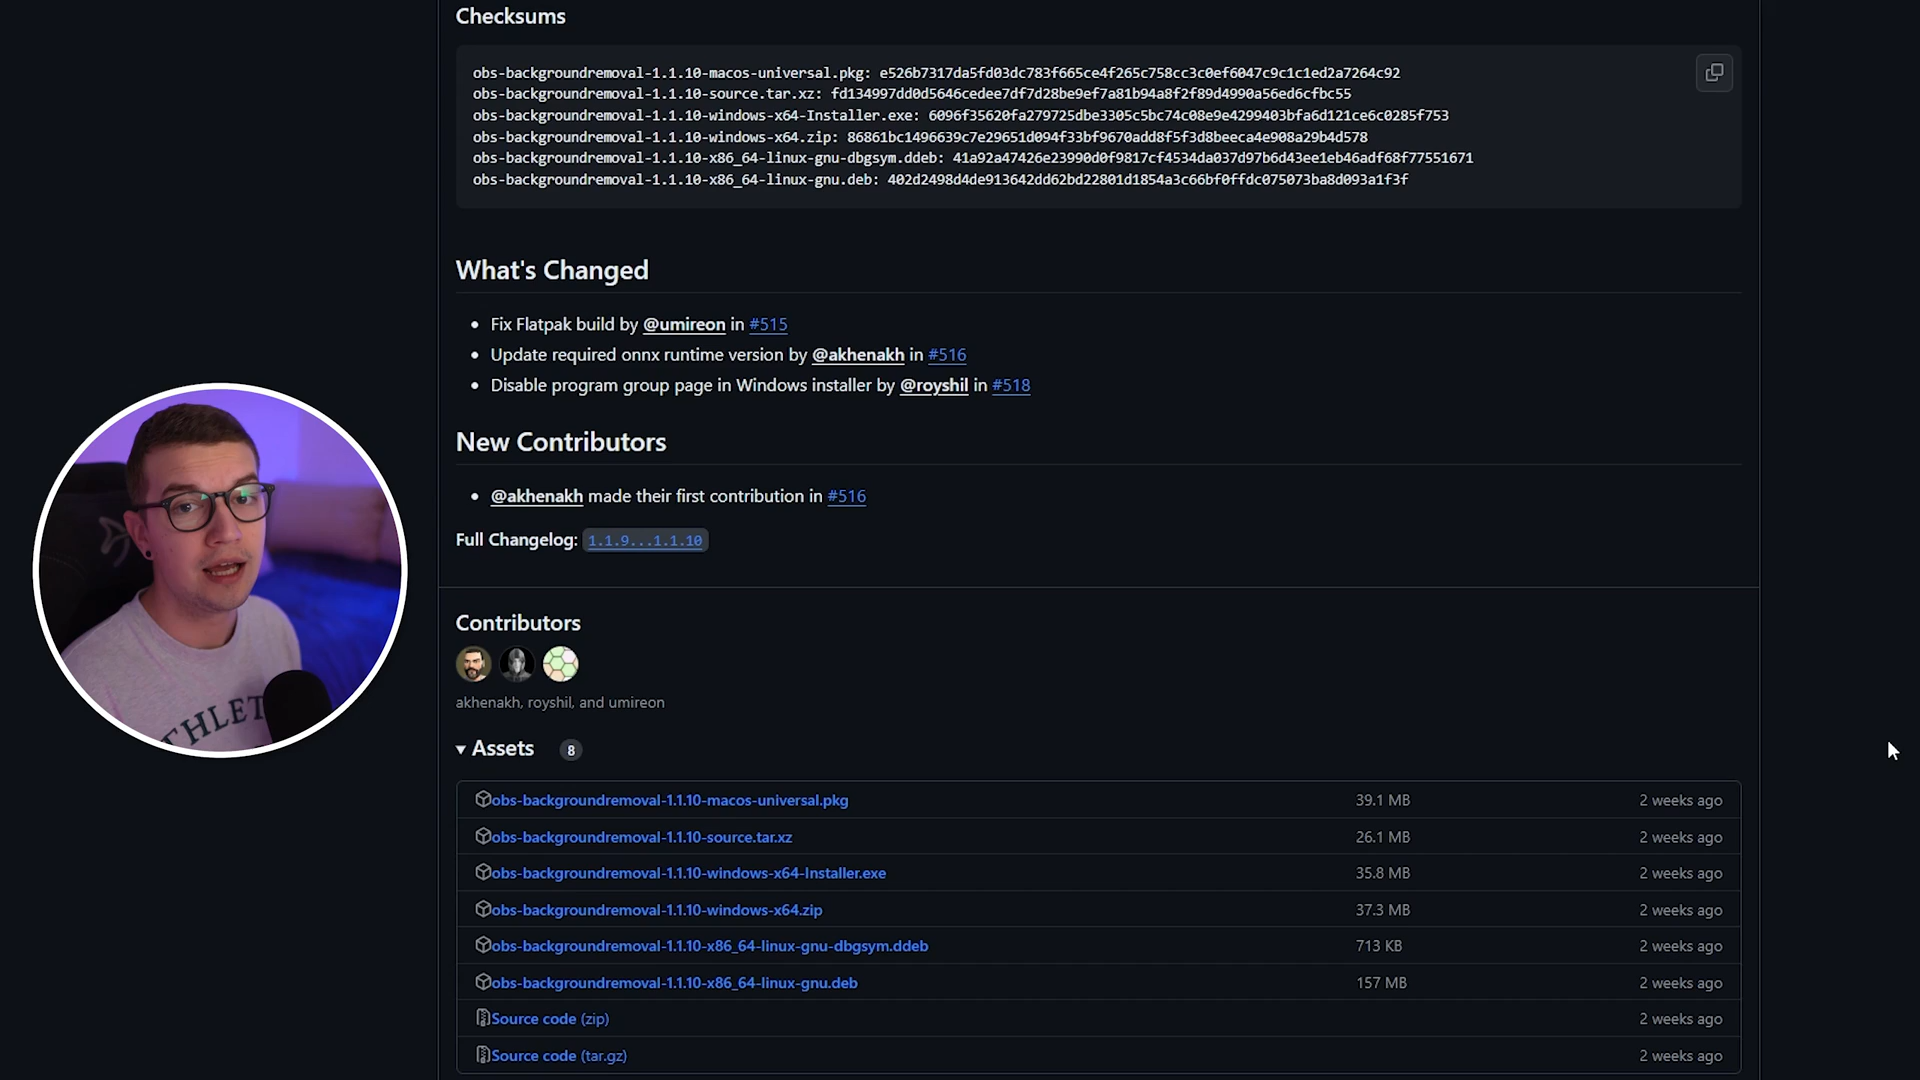 Checksums
obs-backgroundremoval-1.1.10-macos-universal.pkg: e526b7317da5fd03dc783f665ce4f265c758cc3c0ef6047c9c1c1ed2a7264c92
obs-backgroundremoval-1.1.10-source.tar.xz: fd134997dd0d5646cedee7df7d28be9ef7a81b94a8f2f89d4990a56ed6cfbc55
obs-backgroundremoval-1.1.10-windows-x64-Installer.exe: 6096f35620fa279725dbe3305c5bc74c08e9e4299403bfa6d121ce6c0285f753
obs-backgroundremoval-1.1.10-windows-x64.zip: 86861bc1496639c7e29651d094f33bf9670add8f5f3d8beeca4e908a29b4d578
obs-backgroundremoval-1.1.10-x86_64-linux-gnu-dbgsym.ddeb: 41a92a47426e23990d0f9817cf4534da037d97b6d43ee1eb46adf68f77551671
obs-backgroundremoval-1.1.10-x86_64-linux-gnu.deb: 402d2498d4de913642dd62bd22801d1854a3c66bf0ffdc075073ba8d093a1f3f
What's Changed
• Fix Flatpak build by @umireon in #515
• Update required onnx runtime version by @akhenakh in #516
• Disable program group page in Windows installer by @royshil in #518
New Contributors
• @akhenakh made their first contribution in #516
Full Changelog: 1.1.9...1.1.10
Contributors
akhenakh, royshil, and umireon
Assets 8
obs-backgroundremoval-1.1.10-macos-universal.pkg 39.1 MB 2 weeks ago
obs-backgroundremoval-1.1.10-source.tar.xz 26.1 MB 2 weeks ago
obs-backgroundremoval-1.1.10-windows-x64-Installer.exe 35.8 MB 2 weeks ago
obs-backgroundremoval-1.1.10-windows-x64.zip 37.3 MB 2 weeks ago
obs-backgroundremoval-1.1.10-x86_64-linux-gnu-dbgsym.ddeb 713 KB 2 weeks ago
obs-backgroundremoval-1.1.10-x86_64-linux-gnu.deb 157 MB 2 weeks ago
Source code (zip) 2 weeks ago
Source code (tar.gz) 2 weeks ago
THLET